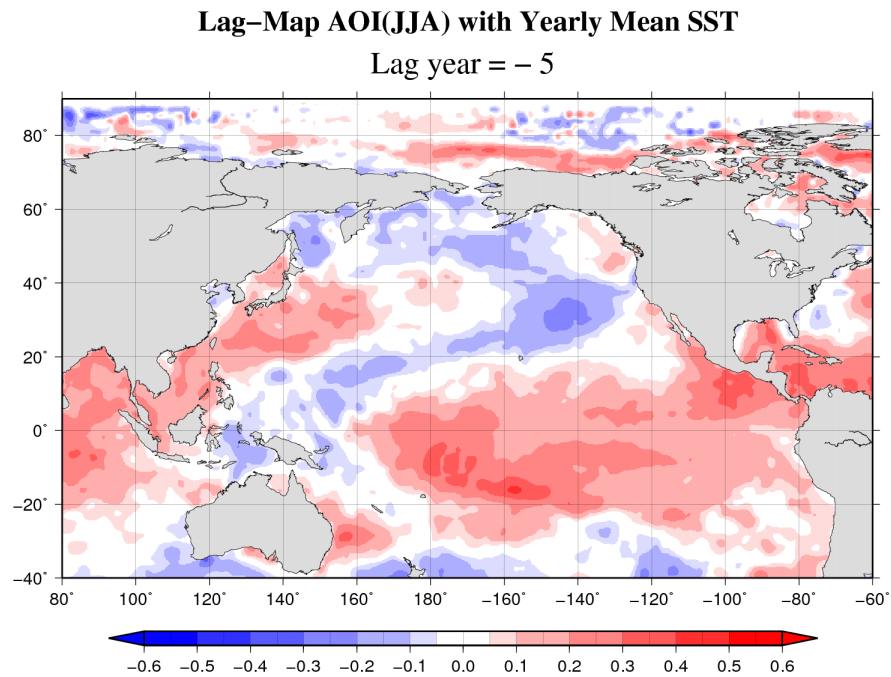 Lag−Map AOI(JJA) with Yearly Mean SST
Lag year = − 5
80˚
60˚
40˚
20˚
0˚
−20˚
−40˚
80˚ 100˚ 120˚ 140˚ 160˚ 180˚ −160˚ −140˚ −120˚ −100˚ −80˚ −60˚
−0.6 −0.5 −0.4 −0.3 −0.2 −0.1 0.0 0.1 0.2 0.3 0.4 0.5 0.6